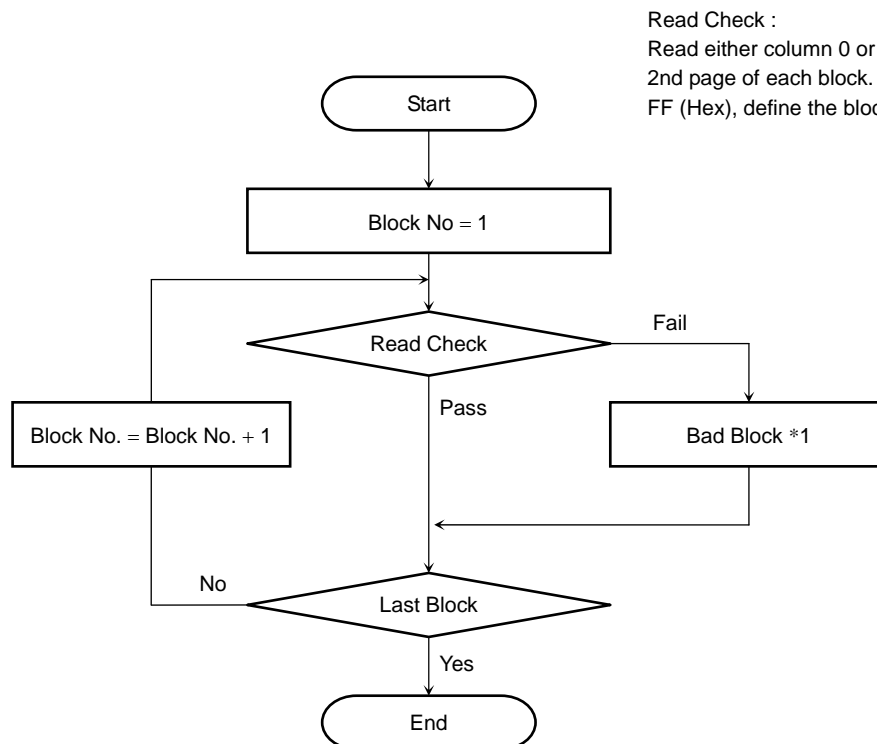 Read Check :
Read either column 0 or
2nd page of each block.
FF (Hex), define the
Start
Block No = 1
Read Check
Fail
Pass
Block No. = Block No. + 1
Bad Block *1
No
Last Block
Yes
End